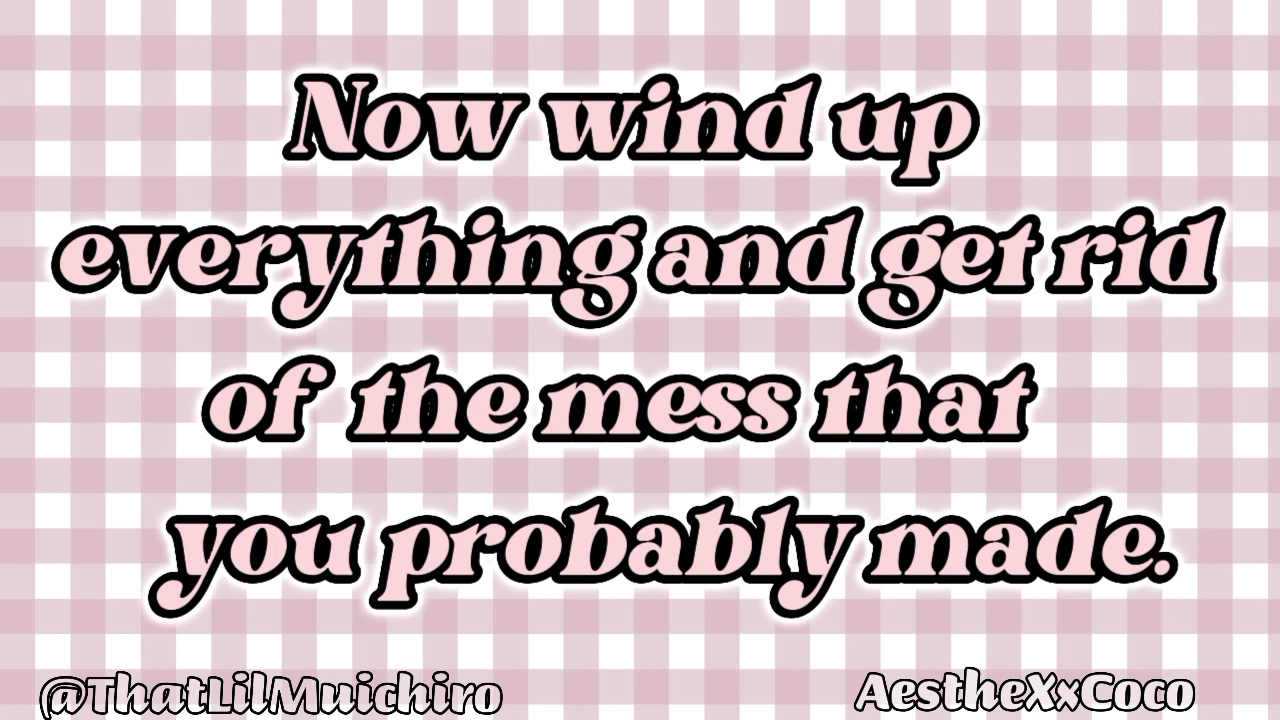 Now wind up
everything and get rid
of the mess that
you probably made.
@ThatLilMuichiro
AestheXxCoco